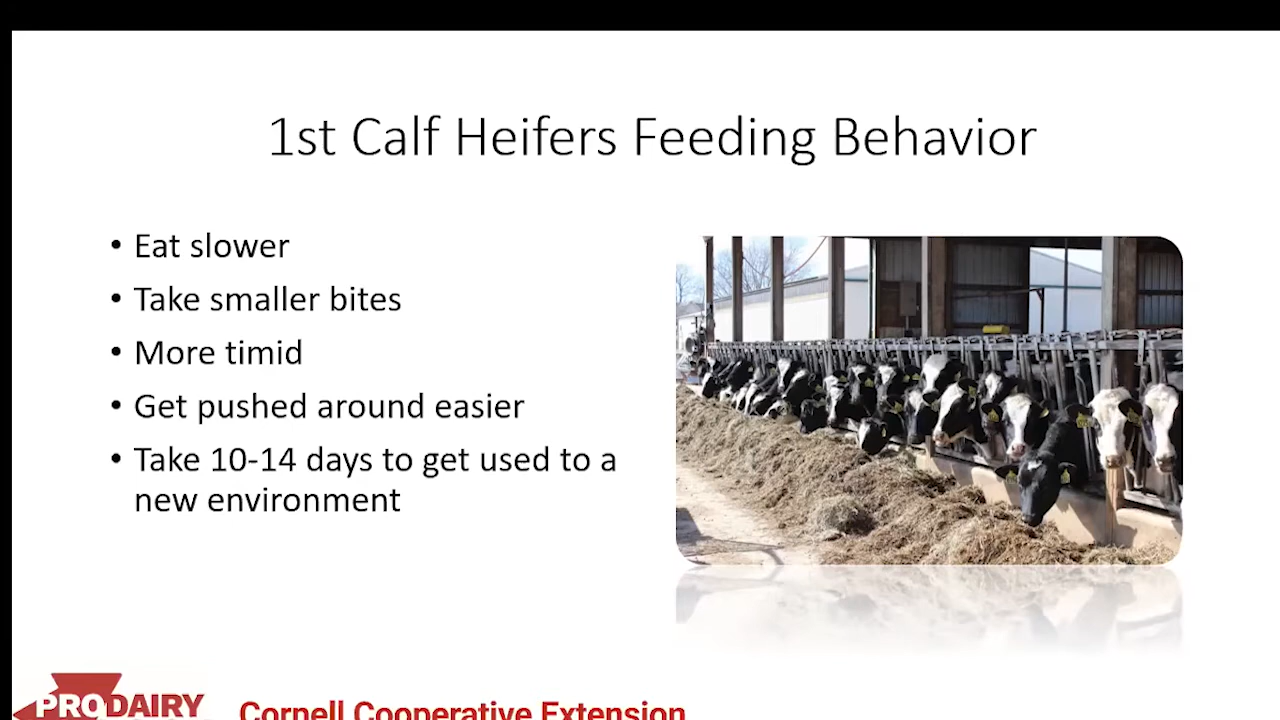 1st Calf Heifers Feeding Behavior
• Eat slower
• Take smaller bites
• More timid
• Get pushed around easier
• Take 10-14 days to get used to a
new environment
PRODAIRY
Cornell Cooperative Extension